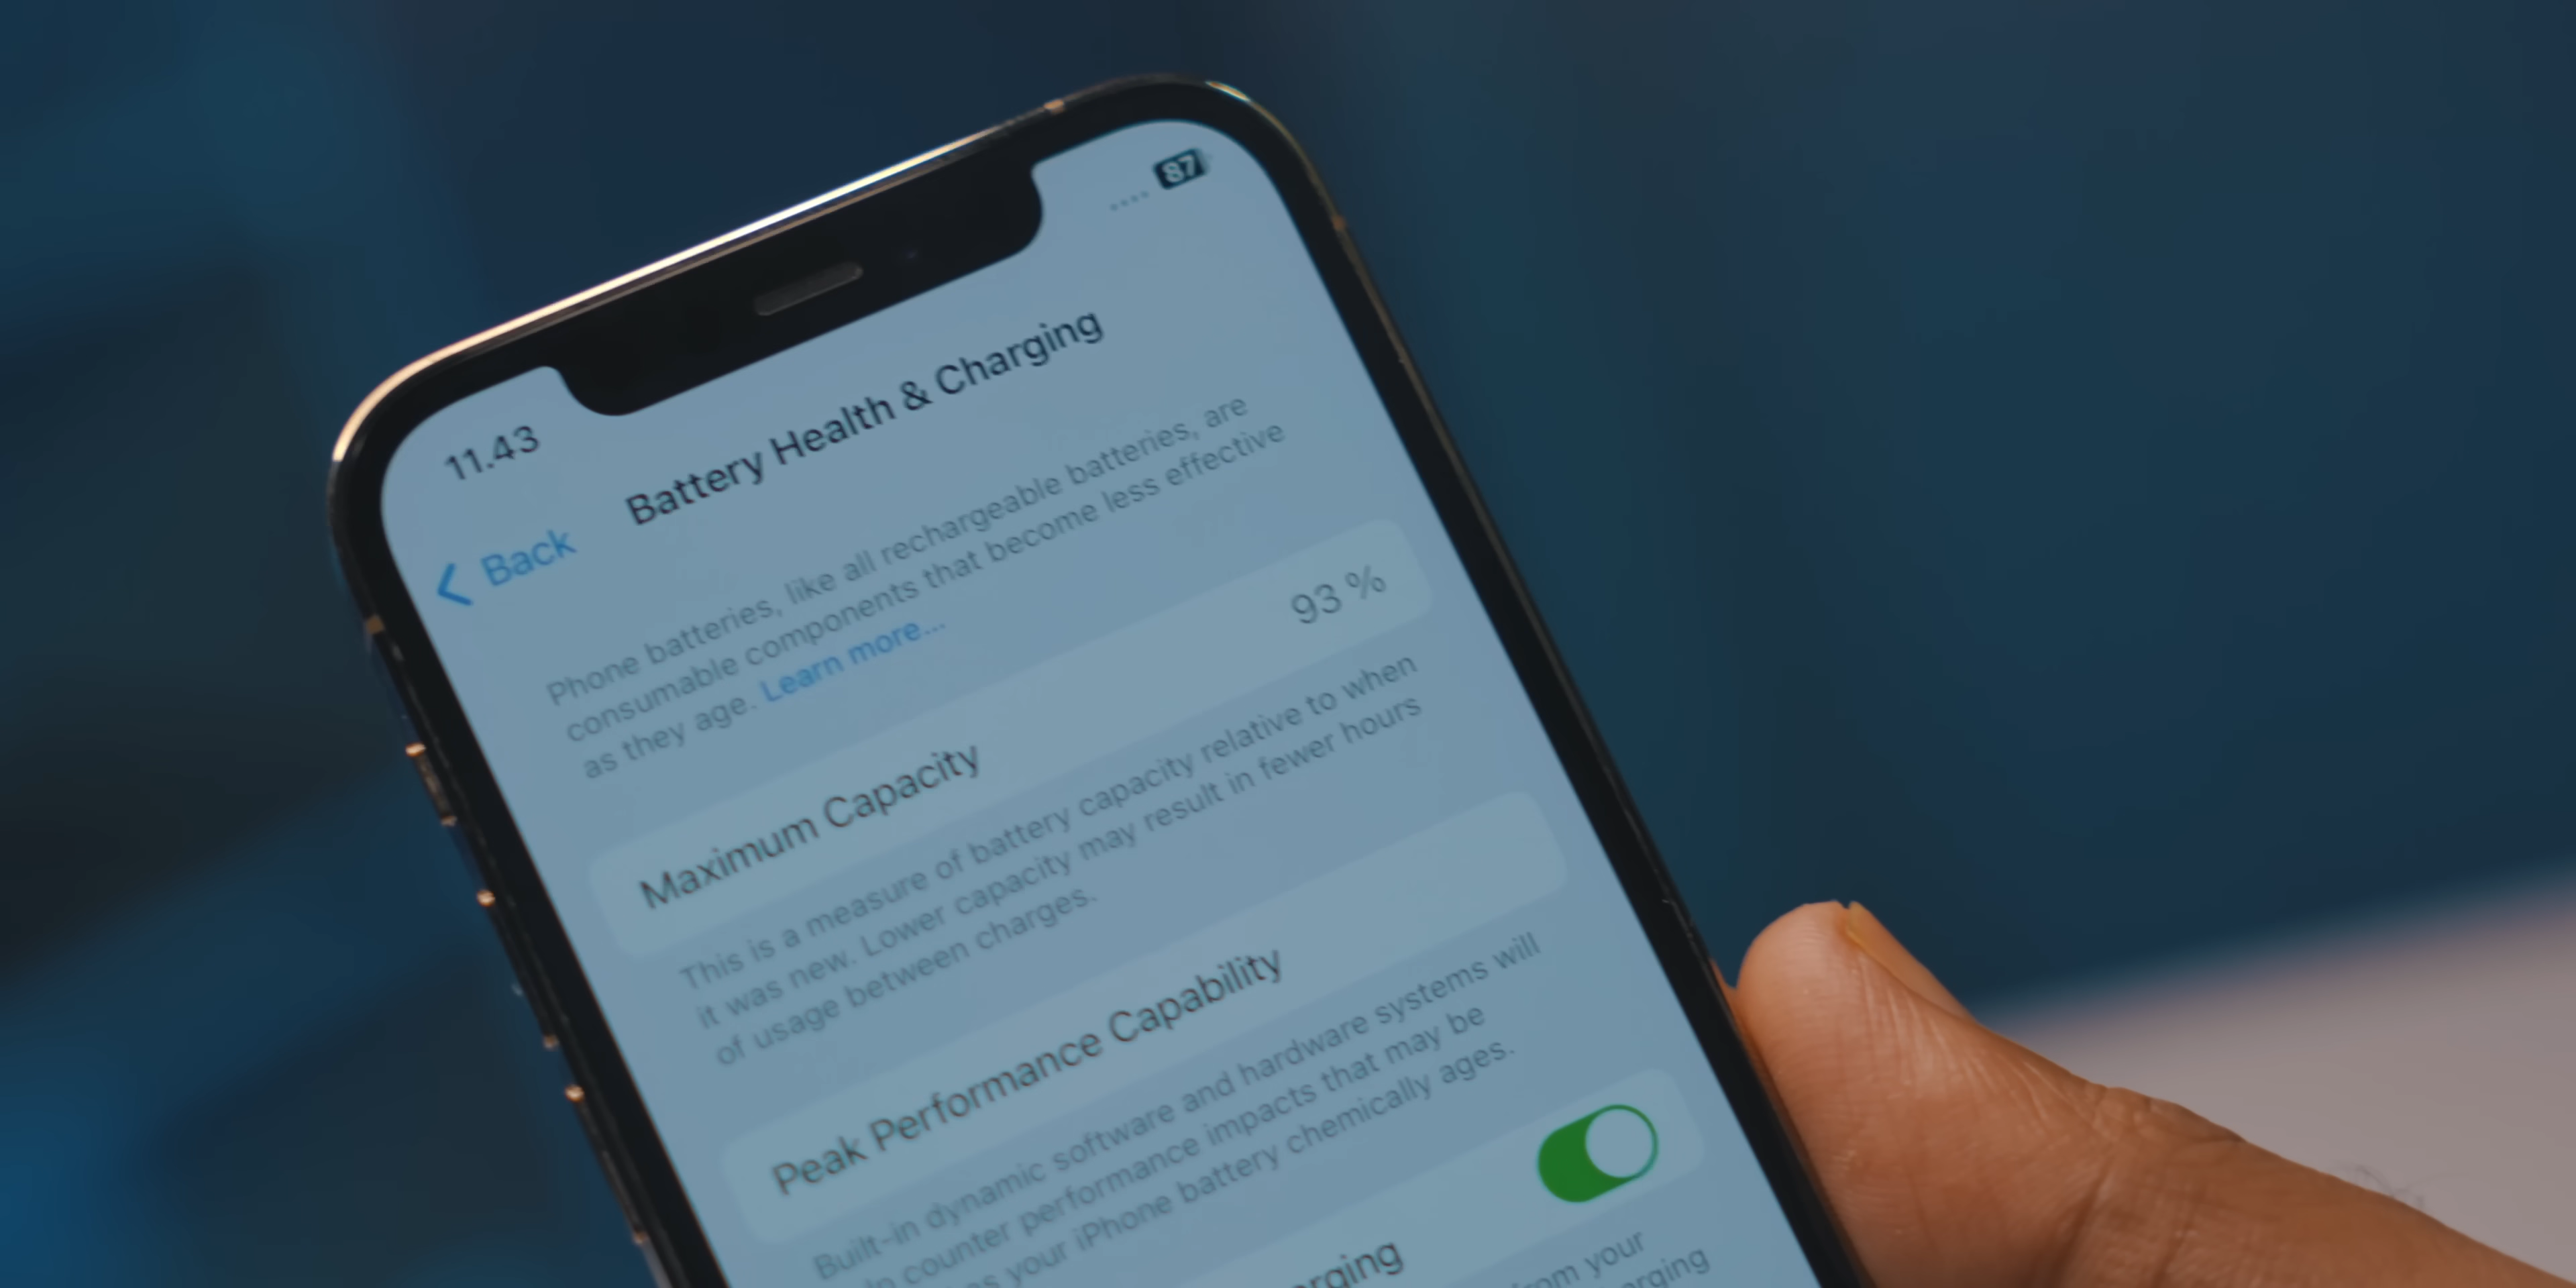 87
11.43
< Back
Battery Health & Charging
Phone batteries, like all rechargeable batteries, are
consumable components that become less effective
as they age. Learn more...
Maximum Capacity 93 %
This is a measure of battery capacity relative to when
it was new. Lower capacity may result in fewer hours
of usage between charges.
Peak Performance Capability
Built-in dynamic software and hardware systems will
counter performance impacts that may be
as your iPhone battery chemically ages.
from your